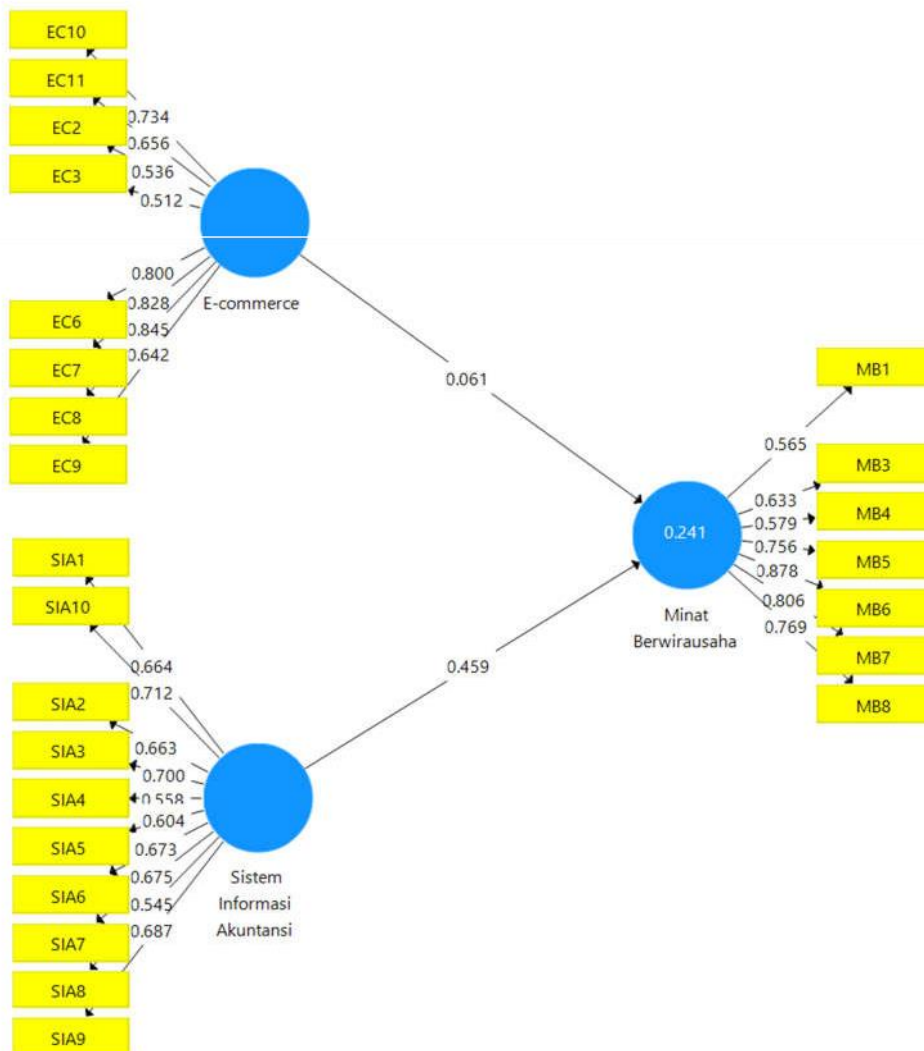 EC10
EC11
EC2
EC3
0.734
0.656
0.536
0.512
0.800
0.828
0.845
0.642
EC6
EC7
EC8
EC9
E-commerce
0.061
MB1
0.565
MB3
MB4
MB5
MB6
MB7
MB8
0.633
0.579
0.756
0.878
0.806
0.769
0.241
Minat
Berwirausaha
0.459
SIA1
SIA10
0.664
0.712
SIA2
SIA3
SIA4
SIA5
SIA6
SIA7
SIA8
SIA9
0.663
0.700
0.558
0.604
0.673
0.675
0.545
0.687
Sistem
Informasi
Akuntansi